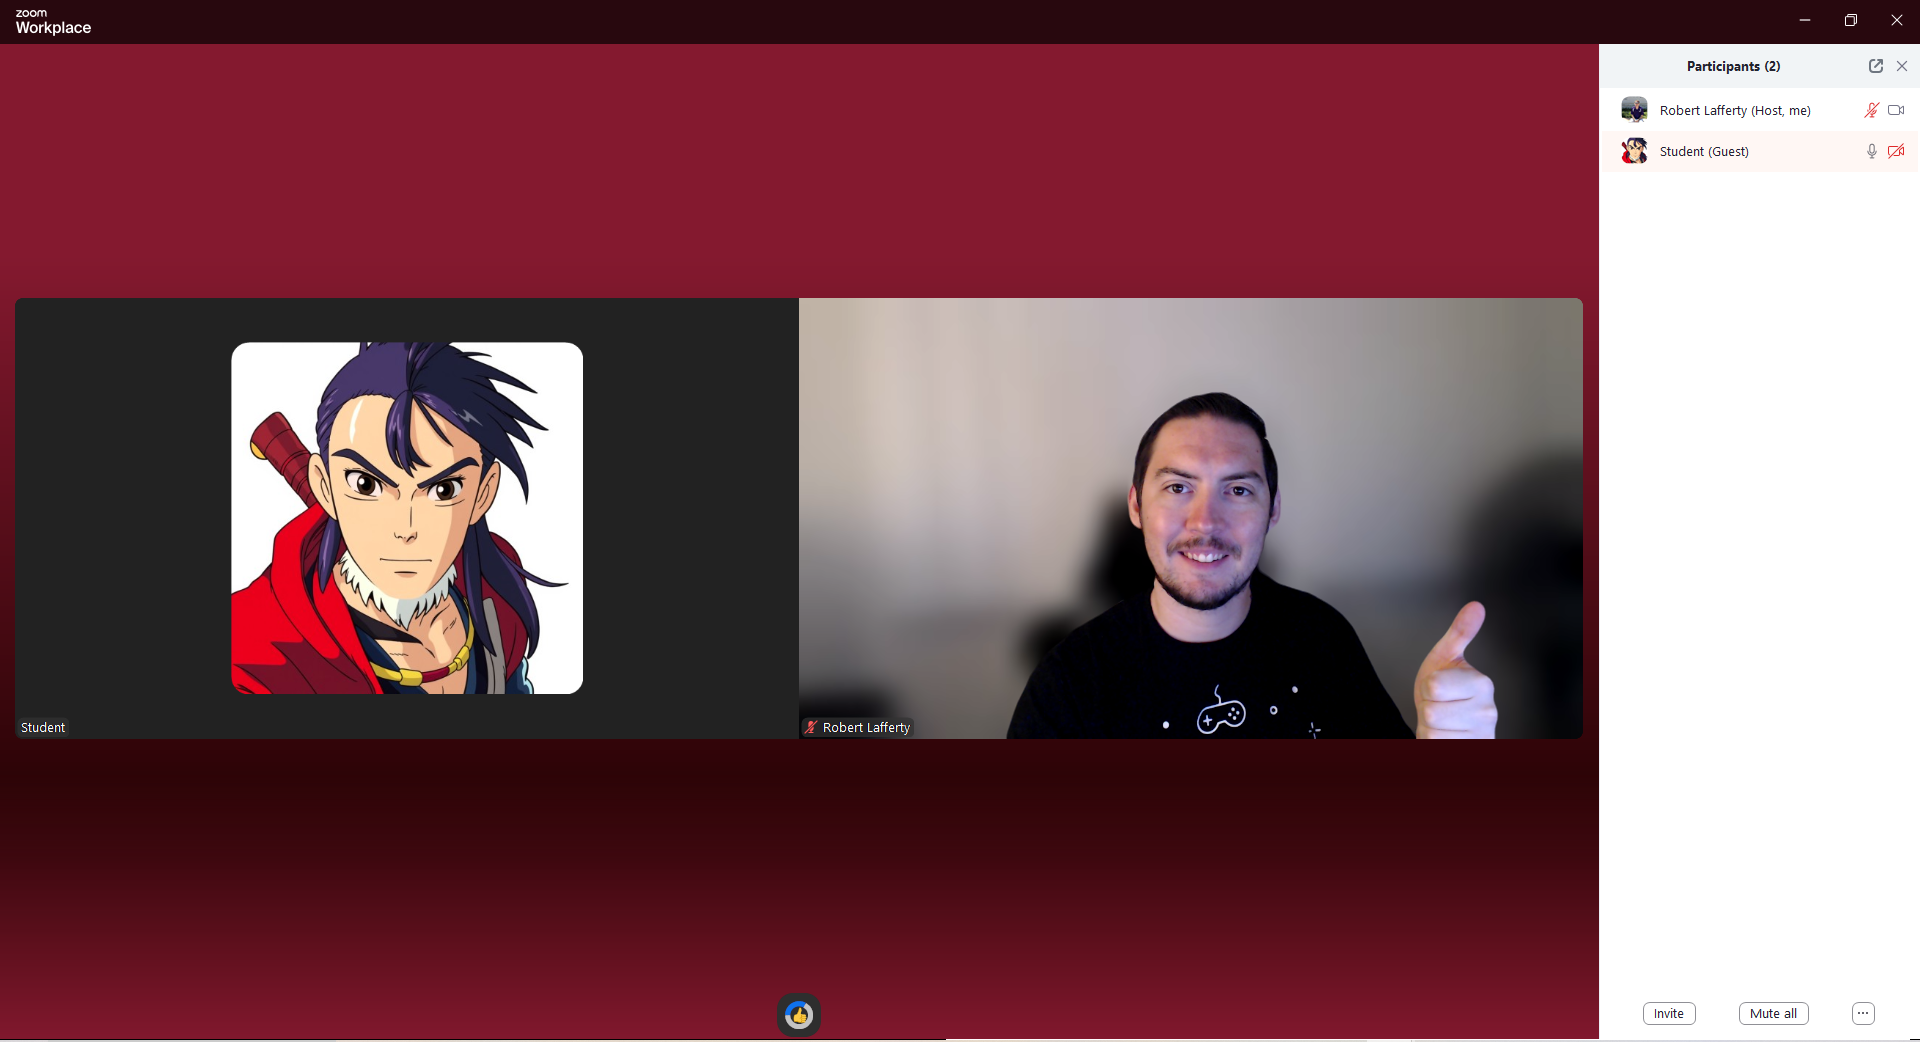 zoom
Workplace
Participants (2)
Robert Lafferty (Host, me)
Student (Guest)
Student
Robert Lafferty
Invite
Mute all